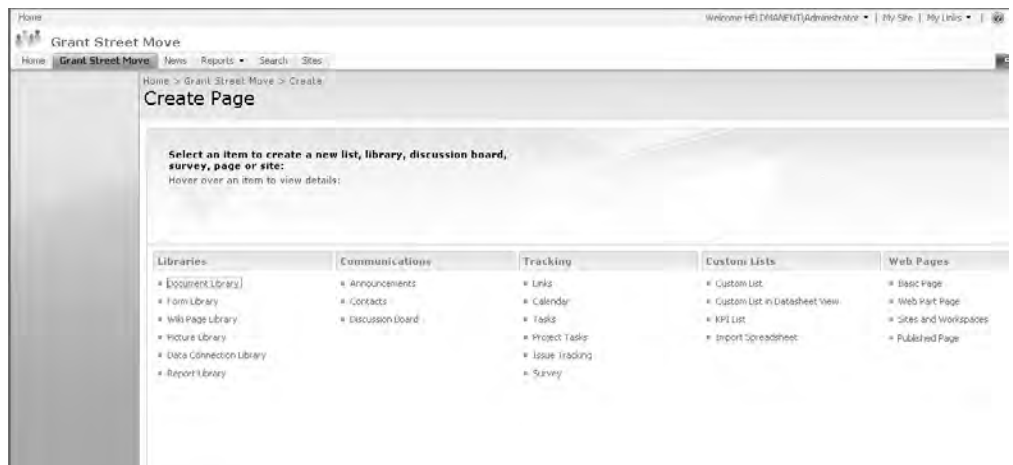 Home
Welcome HELDMANENT\Administrator | My Site | My Links |
Grant Street Move
Home Grant Street Move News Reports Search Sites
Home > Grant Street Move > Create
Create Page
Select an item to create a new list, library, discussion board,
survey, page or site:
Hover over an item to view details:
Libraries
Document Library
Form Library
Wiki Page Library
Picture Library
Data Connection Library
Report Library
Communications
Announcements
Contacts
Discussion Board
Tracking
Links
Calendar
Tasks
Project Tasks
Issue Tracking
Survey
Custom Lists
Custom List
Custom List in Datasheet View
KPI List
Import Spreadsheet
Web Pages
Basic Page
Web Part Page
Sites and Workspaces
Published Page